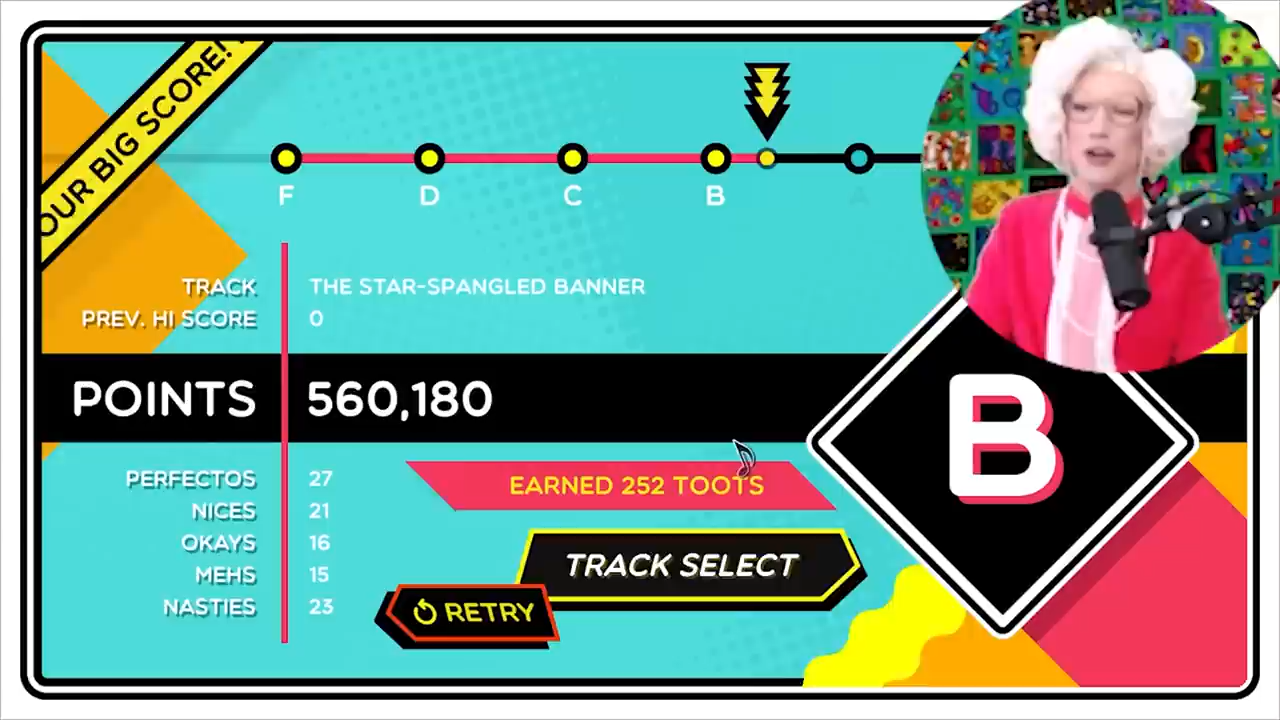 OUR BIG SCORE!
F D C B A
TRACK THE STAR-SPANGLED BANNER
PREV. HI SCORE 0
POINTS 560,180
B
PERFECTOS 27
EARNED 252 TOOTS
NICES 21
OKAYS 16
TRACK SELECT
MEHS 15
NASTIES 23
RETRY